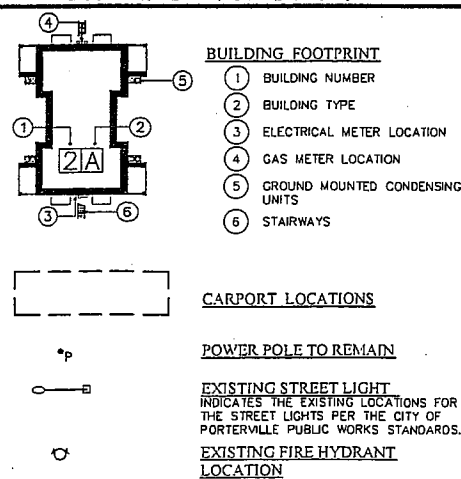 4
5
1
2
2 A
3
6
BUILDING FOOTPRINT
1 BUILDING NUMBER
2 BUILDING TYPE
3 ELECTRICAL METER LOCATION
4 GAS METER LOCATION
5 GROUND MOUNTED CONDENSING
UNITS
6 STAIRWAYS
CARPORT LOCATIONS
P POWER POLE TO REMAIN
EXISTING STREET LIGHT
INDICATES THE EXISTING LOCATIONS FOR
THE STREET LIGHTS PER THE CITY OF
PORTERVILLE PUBLIC WORKS STANDARDS.
EXISTING FIRE HYDRANT
LOCATION